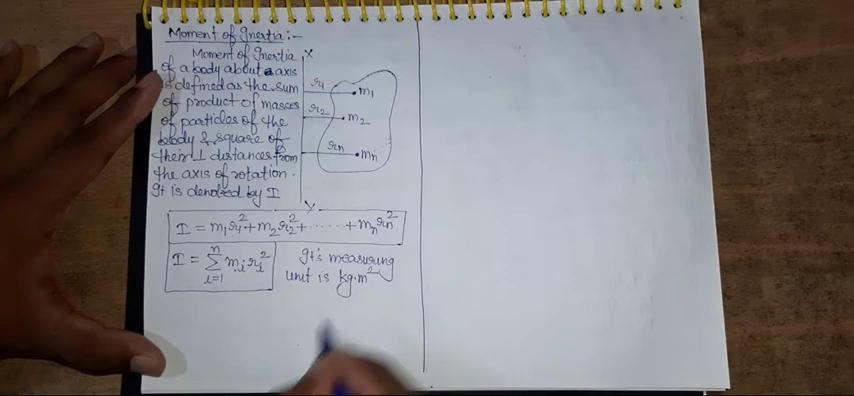 Moment of Inertia:-
Moment of Inertia
of a body about a axis
is defined as the sum
of product of masses
of particles of the
body & square of
their ⊥ distances from
the axis of rotation.
It is denoted by I
X
r₁
m₁
r₂
m₂
rₙ
mₙ
Y
I = m₁r₁²+m₂r₂²+......+mₙrₙ²
I = ∑ⁿᵢ₌₁ mᵢrᵢ²
It's measuring
unit is kg·m²